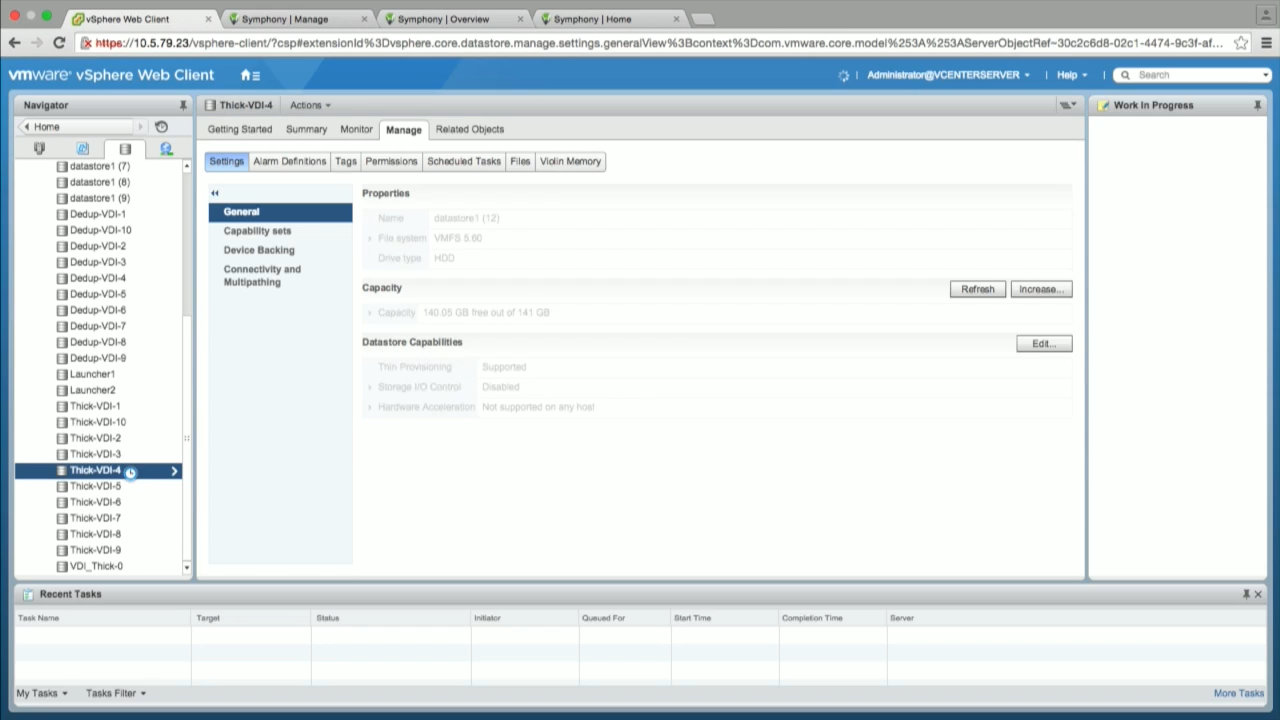 vSphere Web Client
Symphony | Manage
Symphony | Overview
Symphony | Home
https://10.5.79.23/vsphere-client/?csp#extensionId%3Dvsphere.core.datastore.manage.settings.generalView%3Bcontext%3Dcom.vmware.core.model%253A%253AServerObjectRef~30c2c6d8-02c1-4474-9c3f-af...
vmware® vSphere Web Client
Administrator@VCENTERSERVER
Help
Search
Navigator
Home
datastore1 (7)
datastore1 (8)
datastore1 (9)
Dedup-VDI-1
Dedup-VDI-10
Dedup-VDI-2
Dedup-VDI-3
Dedup-VDI-4
Dedup-VDI-5
Dedup-VDI-6
Dedup-VDI-7
Dedup-VDI-8
Dedup-VDI-9
Launcher1
Launcher2
Thick-VDI-1
Thick-VDI-10
Thick-VDI-2
Thick-VDI-3
Thick-VDI-4
Thick-VDI-5
Thick-VDI-6
Thick-VDI-7
Thick-VDI-8
Thick-VDI-9
VDI_Thick-0
Thick-VDI-4 Actions
Getting Started Summary Monitor Manage Related Objects
Settings Alarm Definitions Tags Permissions Scheduled Tasks Files Violin Memory
General
Capability sets
Device Backing
Connectivity and
Multipathing
Properties
Name datastore1 (12)
File system VMFS 5.60
Drive type HDD
Capacity Refresh Increase...
Capacity 140.05 GB free out of 141 GB
Datastore Capabilities Edit...
Thin Provisioning Supported
Storage I/O Control Disabled
Hardware Acceleration Not supported on any host
Work In Progress
Recent Tasks
Task Name Target Status Initiator Queued For Start Time Completion Time Server
My Tasks Tasks Filter More Tasks